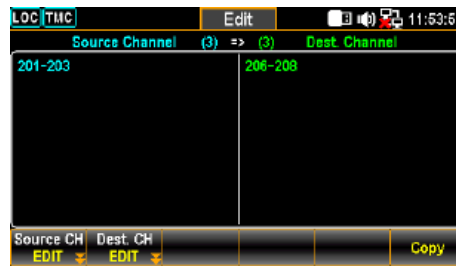 LOC TMC Edit 11:53:5
Source Channel (3) => (3) Dest. Channel
201-203 206-208
Source CH Dest. CH
EDIT EDIT Copy